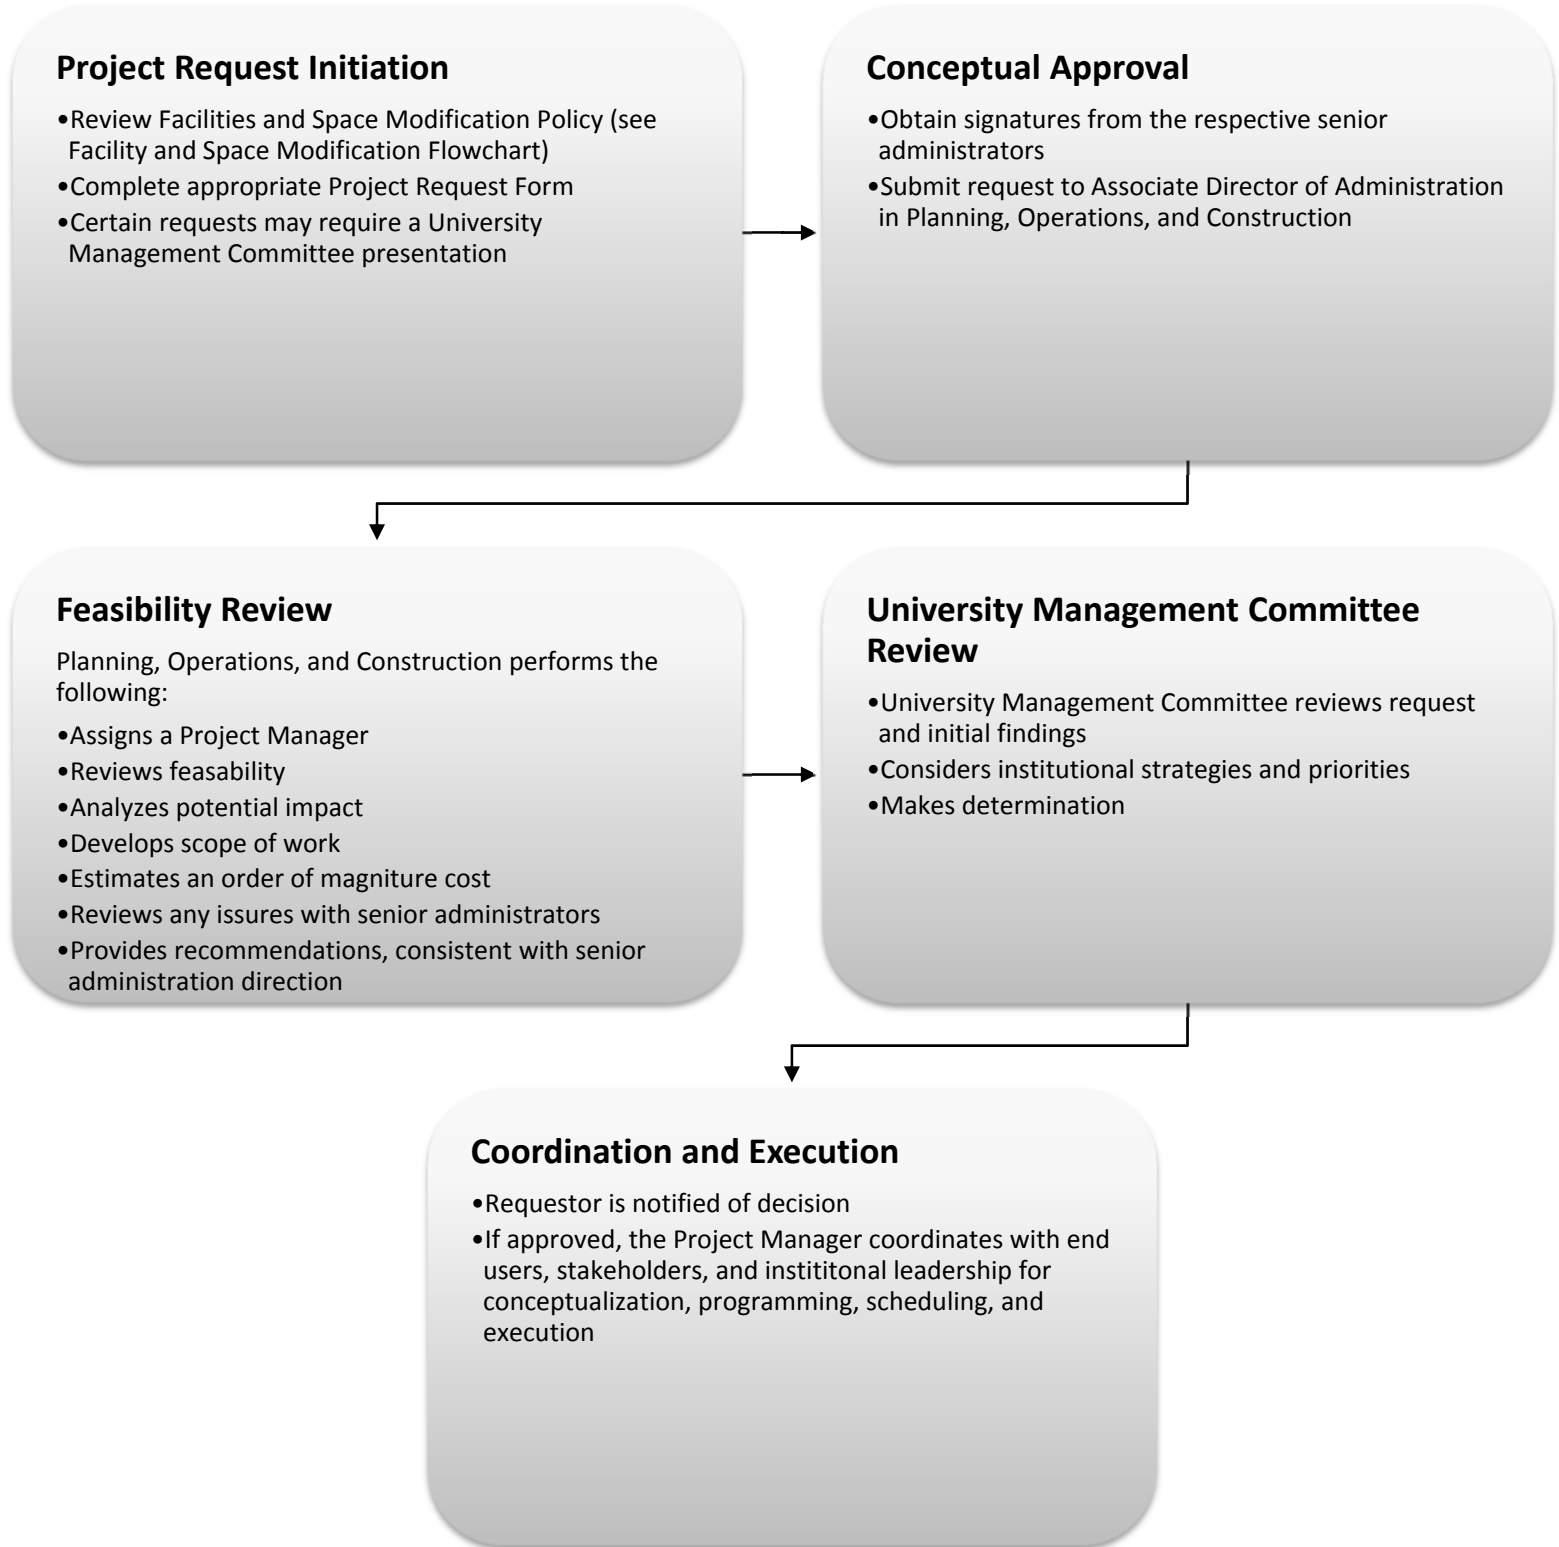 Project Request Initiation
•Review Facilities and Space Modification Policy (see
Facility and Space Modification Flowchart)
•Complete appropriate Project Request Form
•Certain requests may require a University
Management Committee presentation
Conceptual Approval
•Obtain signatures from the respective senior
administrators
•Submit request to Associate Director of Administration
in Planning, Operations, and Construction
Feasibility Review
Planning, Operations, and Construction performs the
following:
•Assigns a Project Manager
•Reviews feasability
•Analyzes potential impact
•Develops scope of work
•Estimates an order of magniture cost
•Reviews any issures with senior administrators
•Provides recommendations, consistent with senior
administration direction
University Management Committee
Review
•University Management Committee reviews request
and initial findings
•Considers institutional strategies and priorities
•Makes determination
Coordination and Execution
•Requestor is notified of decision
•If approved, the Project Manager coordinates with end
users, stakeholders, and instititonal leadership for
conceptualization, programming, scheduling, and
execution